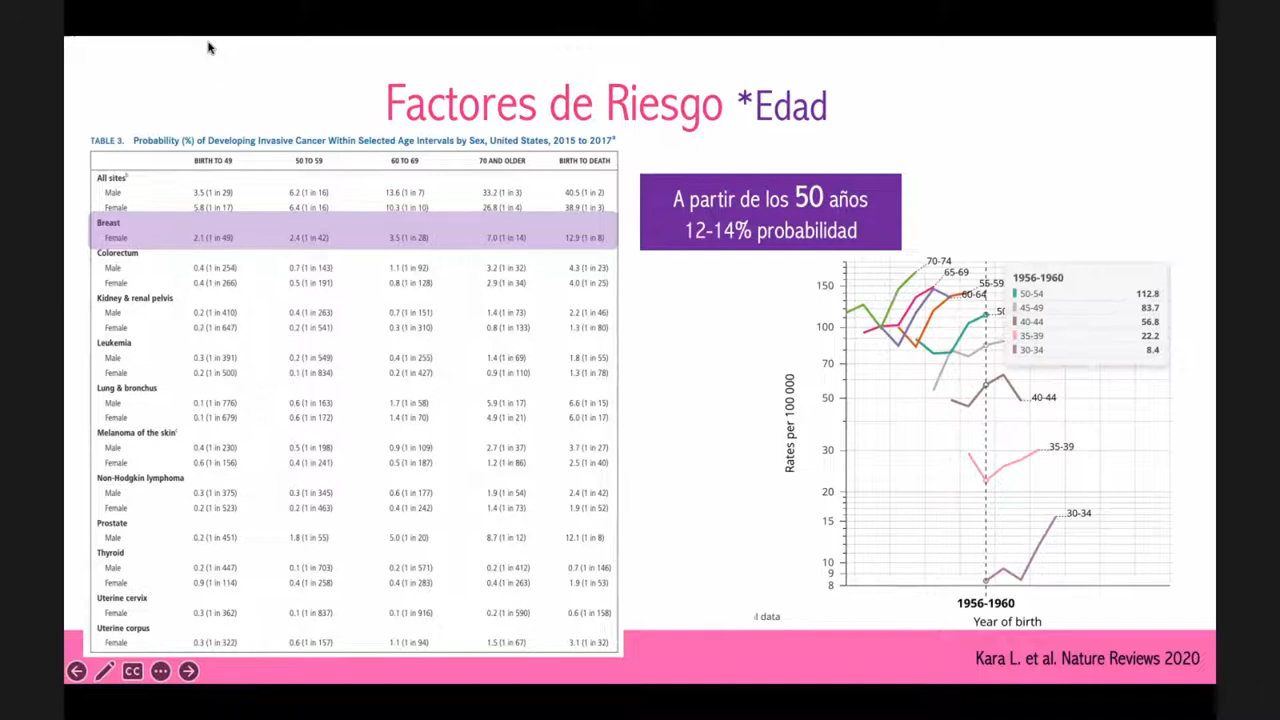 Factores de Riesgo *Edad
TABLE 3. Probability (%) of Developing Invasive Cancer Within Selected Age Intervals by Sex, United States, 2015 to 2017a
BIRTH TO 49 50 TO 59 60 TO 69 70 AND OLDER BIRTH TO DEATH
All sitesb
Male 3.5 (1 in 29) 6.2 (1 in 16) 13.6 (1 in 7) 33.2 (1 in 3) 40.5 (1 in 2)
Female 5.8 (1 in 17) 6.4 (1 in 16) 10.3 (1 in 10) 26.8 (1 in 4) 38.9 (1 in 3)
Breast
Female 2.1 (1 in 49) 2.4 (1 in 42) 3.5 (1 in 28) 7.0 (1 in 14) 12.9 (1 in 8)
Colorectum
Male 0.4 (1 in 254) 0.7 (1 in 143) 1.1 (1 in 92) 3.2 (1 in 32) 4.3 (1 in 23)
Female 0.4 (1 in 266) 0.5 (1 in 191) 0.8 (1 in 128) 2.9 (1 in 34) 4.0 (1 in 25)
Kidney & renal pelvis
Male 0.2 (1 in 410) 0.4 (1 in 263) 0.7 (1 in 151) 1.4 (1 in 73) 2.2 (1 in 46)
Female 0.2 (1 in 647) 0.2 (1 in 541) 0.3 (1 in 310) 0.8 (1 in 133) 1.3 (1 in 80)
Leukemia
Male 0.3 (1 in 391) 0.2 (1 in 549) 0.4 (1 in 255) 1.4 (1 in 69) 1.8 (1 in 55)
Female 0.2 (1 in 500) 0.1 (1 in 834) 0.2 (1 in 427) 0.9 (1 in 110) 1.3 (1 in 78)
Lung & bronchus
Male 0.1 (1 in 776) 0.6 (1 in 163) 1.7 (1 in 58) 5.9 (1 in 17) 6.6 (1 in 15)
Female 0.1 (1 in 679) 0.6 (1 in 172) 1.4 (1 in 70) 4.9 (1 in 21) 6.0 (1 in 17)
Melanoma of the skinc
Male 0.4 (1 in 230) 0.5 (1 in 198) 0.9 (1 in 109) 2.7 (1 in 37) 3.7 (1 in 27)
Female 0.6 (1 in 156) 0.4 (1 in 241) 0.5 (1 in 187) 1.2 (1 in 86) 2.5 (1 in 40)
Non-Hodgkin lymphoma
Male 0.3 (1 in 375) 0.3 (1 in 345) 0.6 (1 in 177) 1.9 (1 in 54) 2.4 (1 in 42)
Female 0.2 (1 in 523) 0.2 (1 in 463) 0.4 (1 in 242) 1.4 (1 in 73) 1.9 (1 in 52)
Prostate
Male 0.2 (1 in 451) 1.8 (1 in 55) 5.0 (1 in 20) 8.7 (1 in 12) 12.1 (1 in 8)
Thyroid
Male 0.2 (1 in 447) 0.1 (1 in 703) 0.2 (1 in 571) 0.2 (1 in 412) 0.7 (1 in 146)
Female 0.9 (1 in 114) 0.4 (1 in 258) 0.4 (1 in 283) 0.4 (1 in 263) 1.9 (1 in 53)
Uterine cervix
Female 0.3 (1 in 362) 0.1 (1 in 837) 0.1 (1 in 916) 0.2 (1 in 590) 0.6 (1 in 158)
Uterine corpus
Female 0.3 (1 in 322) 0.6 (1 in 157) 1.1 (1 in 94) 1.5 (1 in 67) 3.1 (1 in 32)
A partir de los 50 años
12-14% probabilidad
70-74
65-69
55-59
60-64
50
1956-1960
50-54 112.8
45-49 83.7
40-44 56.8
35-39 22.2
30-34 8.4
40-44
35-39
30-34
150
100
70
50
30
20
15
10
9
8
Rates per 100 000
1956-1960
Year of birth
l data
Kara L. et al. Nature Reviews 2020
CC